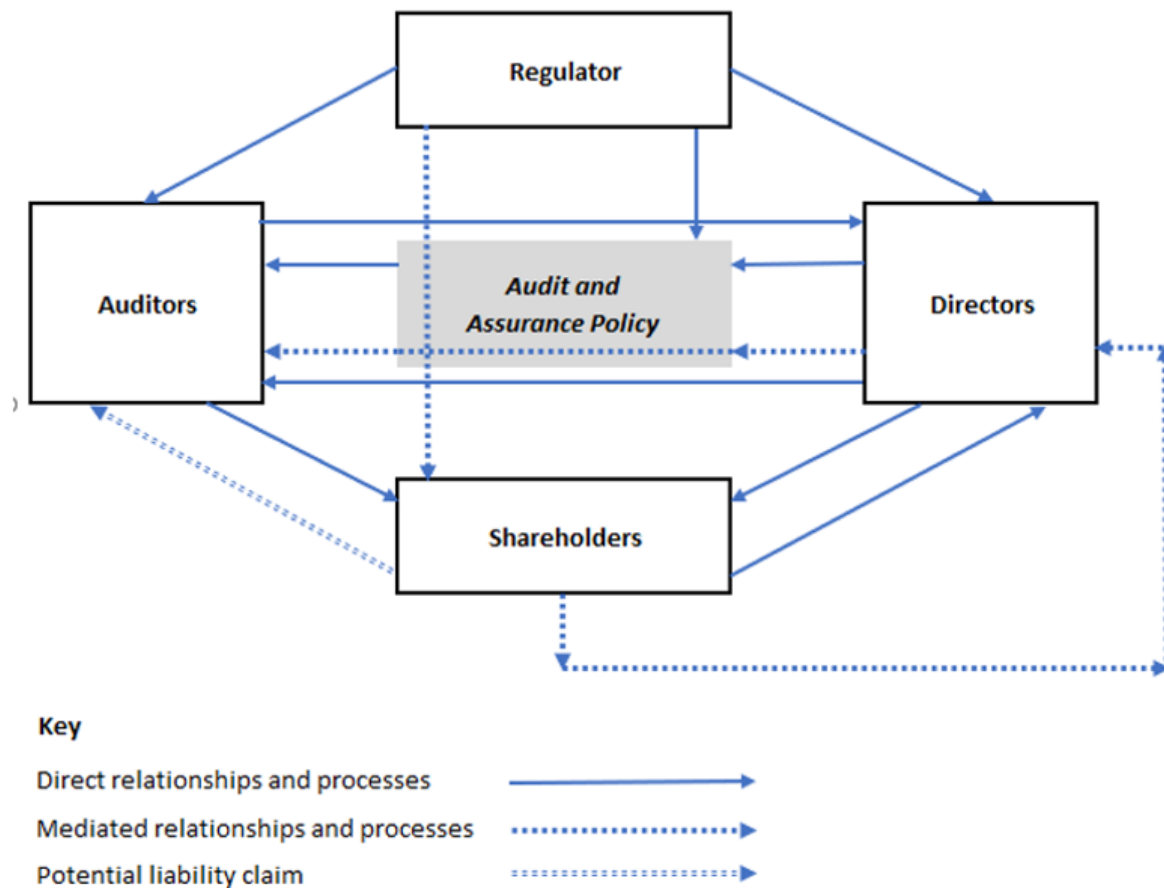 Regulator
Auditors
Audit and
Assurance Policy
Directors
Shareholders
Key
Direct relationships and processes
Mediated relationships and processes
Potential liability claim